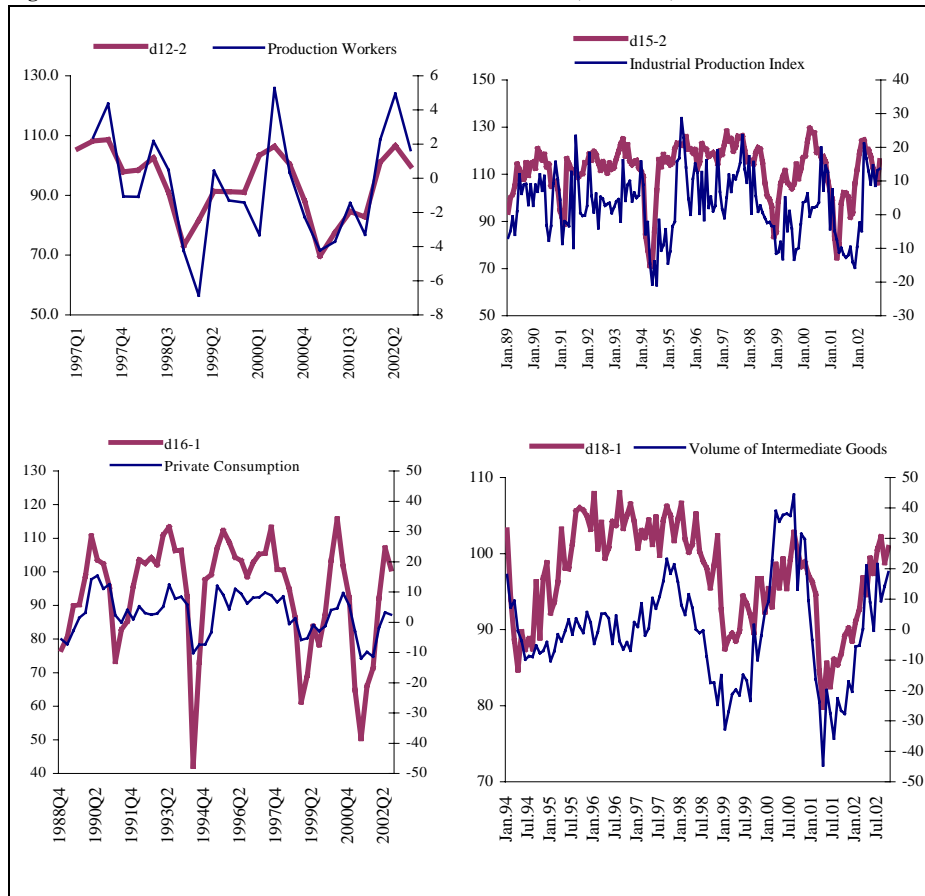 d12-2 Production Workers
130.0
110.0
90.0
70.0
50.0
6
4
2
0
-2
-4
-6
-8
1997Q1
1997Q4
1998Q3
1999Q2
2000Q1
2000Q4
2001Q3
2002Q2
d15-2
Industrial Production Index
150
130
110
90
70
50
40
30
20
10
0
-10
-20
-30
Jan.89
Jan.90
Jan.91
Jan.92
Jan.93
Jan.94
Jan.95
Jan.96
Jan.97
Jan.98
Jan.99
Jan.00
Jan.01
Jan.02
d16-1
Private Consumption
130
120
110
100
90
80
70
60
50
40
50
40
30
20
10
0
-10
-20
-30
-40
-50
1988Q4
1990Q2
1991Q4
1993Q2
1994Q4
1996Q2
1997Q4
1999Q2
2000Q4
2002Q2
d18-1 Volume of Intermediate Goods
110
100
90
80
70
50
40
30
20
10
0
-10
-20
-30
-40
-50
Jan.94
Jul.94
Jan.95
Jul.95
Jan.96
Jul.96
Jan.97
Jul.97
Jan.98
Jul.98
Jan.99
Jul.99
Jan.00
Jul.00
Jan.01
Jul.01
Jan.02
Jul.02